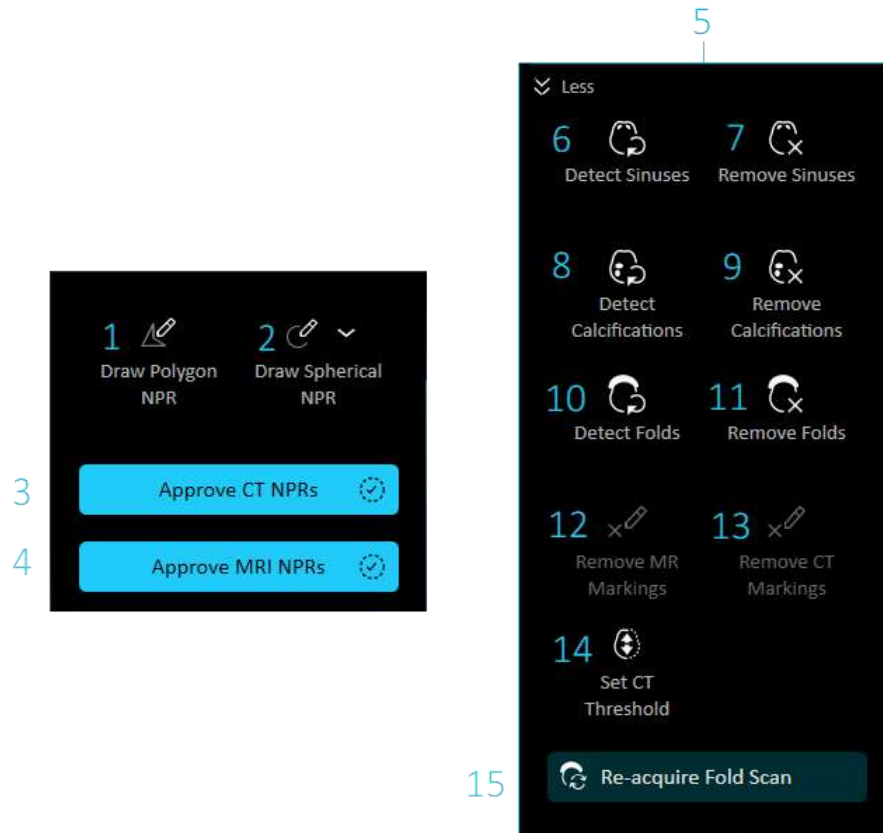 5
Less
6
7
Detect Sinuses
Remove Sinuses
8
9
Detect
Calcifications
Remove
Calcifications
1
2
Draw Polygon
NPR
Draw Spherical
NPR
10
11
Detect Folds
Remove Folds
3
Approve CT NPRs
12
13
Remove MR
Markings
Remove CT
Markings
4
Approve MRI NPRs
14
Set CT
Threshold
15
Re-acquire Fold Scan